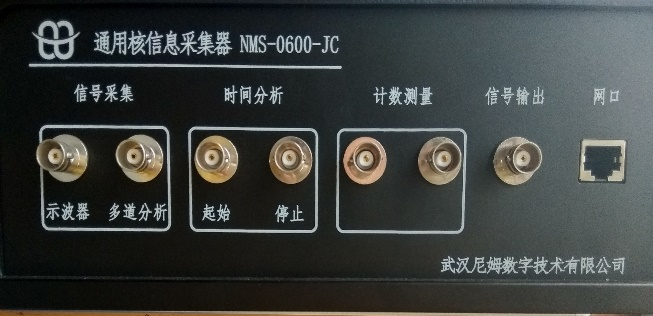 通用核信息采集器 NMS-0600-JC
信号采集 时间分析 计数测量 信号输出 网口
示波器 多道分析 起始 停止
武汉尼姆数字技术有限公司